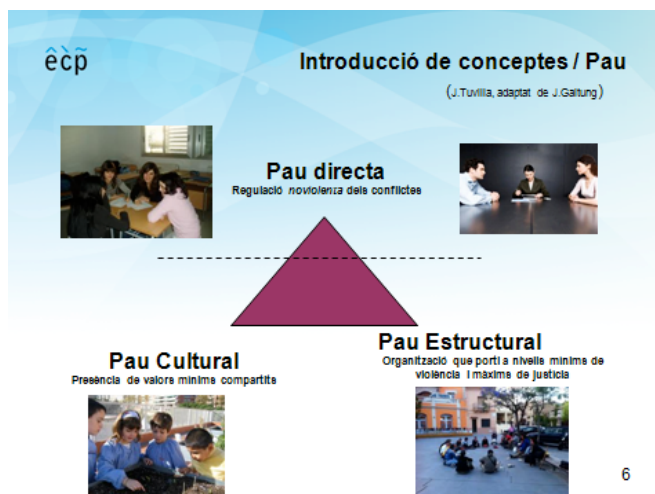 êc̀p̃
Introducció de conceptes / Pau
(J.Tuvilla, adaptat de J.Galtung)
Pau directa
Regulació noviolenta dels conflictes
Pau Cultural
Presència de valors mínims compartits
Pau Estructural
Organització que porti a nivells mínims de
violència i màxims de justícia
6